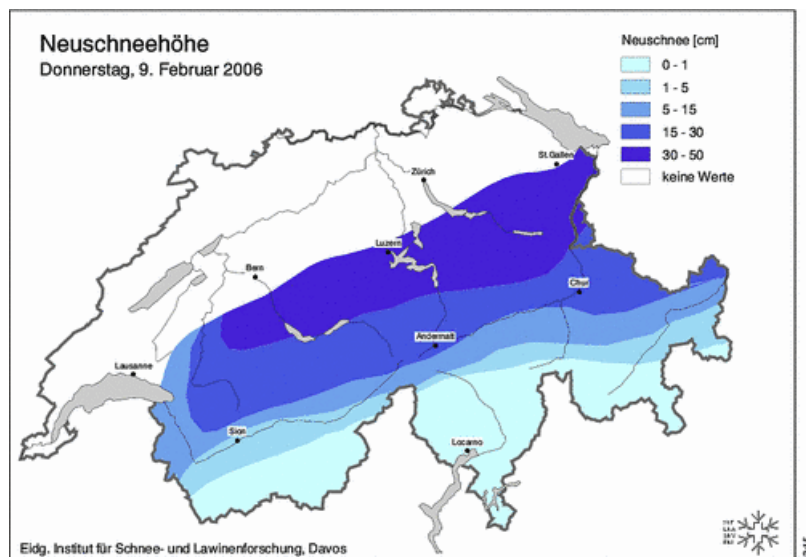 Neuschneehöhe
Donnerstag, 9. Februar 2006
Neuschnee [cm]
0 - 1
1 - 5
5 - 15
15 - 30
30 - 50
keine Werte
St.Gallen
Zürich
Luzern
Bern
Chur
Andermatt
Lausanne
Sion
Locarno
Eidg. Institut für Schnee- und Lawinenforschung, Davos